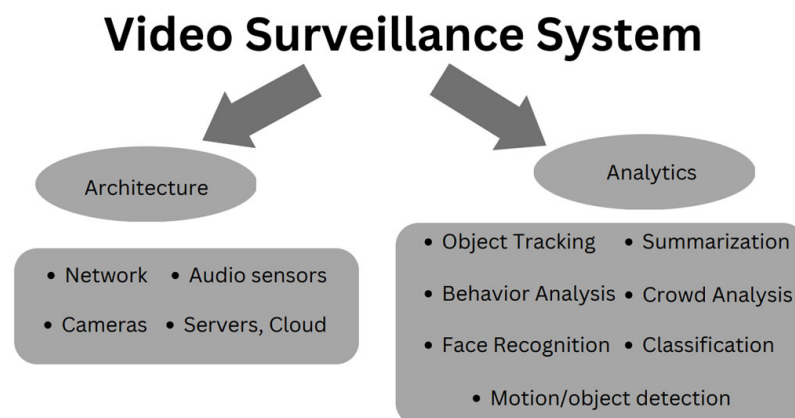 Video Surveillance System
Architecture
• Network • Audio sensors
• Cameras • Servers, Cloud
Analytics
• Object Tracking • Summarization
• Behavior Analysis • Crowd Analysis
• Face Recognition • Classification
• Motion/object detection